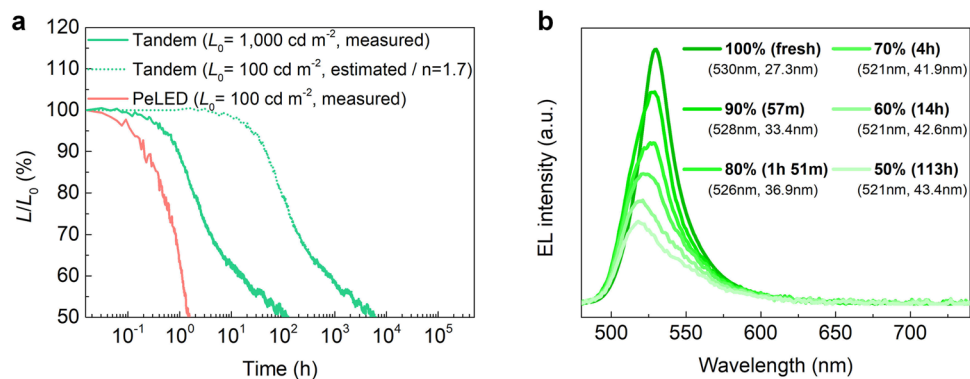 a
120
110
100
90
80
70
60
50
L/L₀ (%)
Tandem (L₀= 1,000 cd m⁻², measured)
Tandem (L₀= 100 cd m⁻², estimated / n=1.7)
PeLED (L₀= 100 cd m⁻², measured)
10⁻¹ 10⁰ 10¹ 10² 10³ 10⁴ 10⁵
Time (h)
b
EL intensity (a.u.)
100% (fresh)
(530nm, 27.3nm)
90% (57m)
(528nm, 33.4nm)
80% (1h 51m)
(526nm, 36.9nm)
70% (4h)
(521nm, 41.9nm)
60% (14h)
(521nm, 42.6nm)
50% (113h)
(521nm, 43.4nm)
500 550 600 650 700
Wavelength (nm)